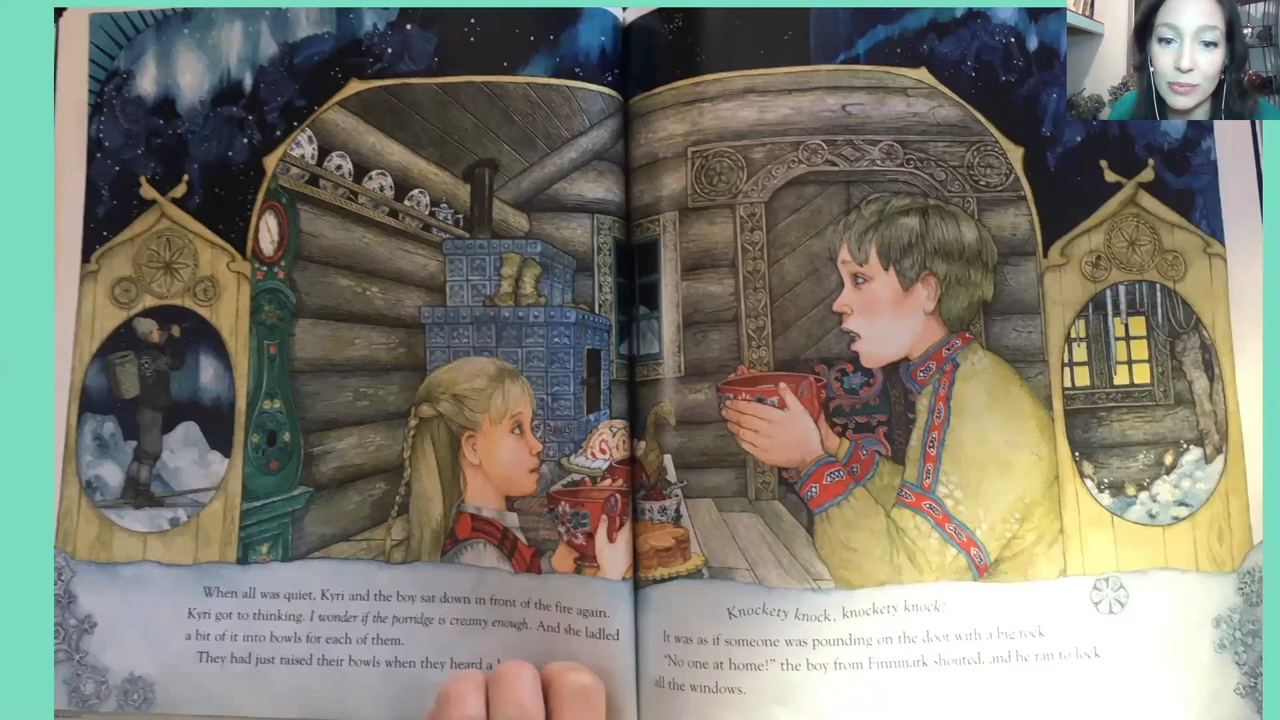 When all was quiet, Kyri and the boy sat down in front of the fire again.
Kyri got to thinking. I wonder if the porridge is creamy enough. And she ladled
a bit of it into bowls for each of them.
They had just raised their bowls when they heard a
Knockety knock, knockety knock!
It was as if someone was pounding on the door with a big rock
"No one at home!" the boy from Finnmark shouted, and he ran to lock
all the windows.